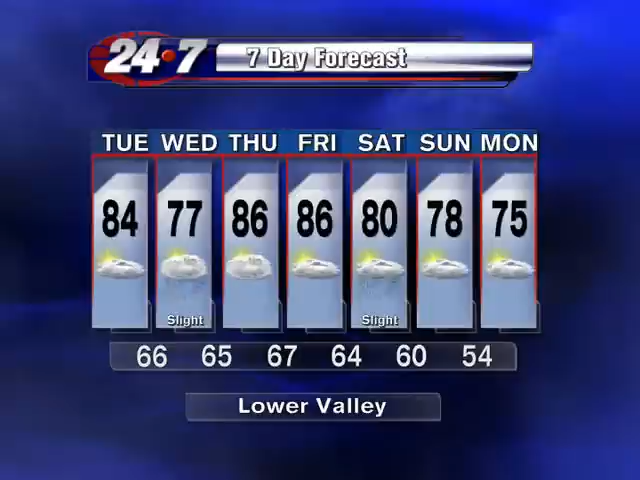 24·7 7 Day Forecast
TUE WED THU FRI SAT SUN MON
84 77 86 86 80 78 75
Slight Slight
66 65 67 64 60 54
Lower Valley